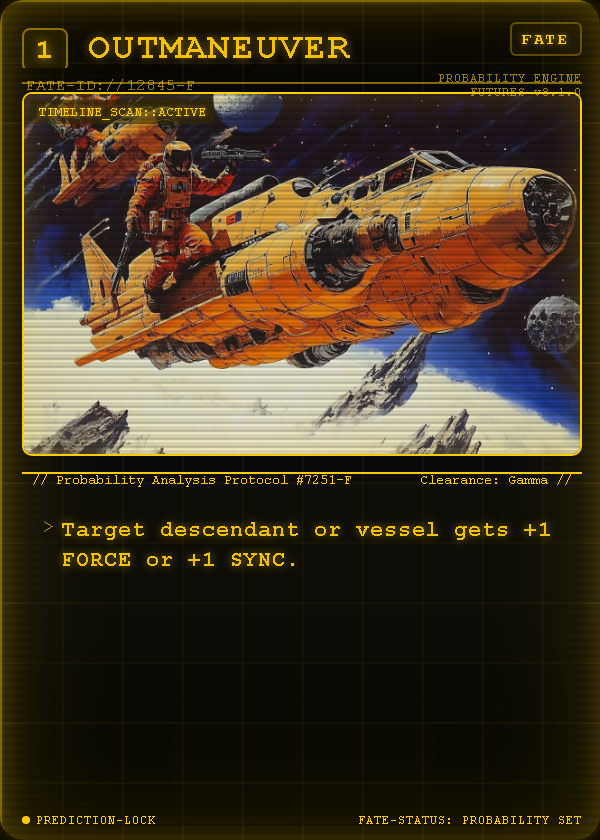 1 OUTMANEUVER FATE
FATE-ID://12845-F
PROBABILITY ENGINE
FUTURES v8.1.0
TIMELINE_SCAN::ACTIVE
// Probability Analysis Protocol #7251-F Clearance: Gamma //
> Target descendant or vessel gets +1
FORCE or +1 SYNC.
PREDICTION-LOCK FATE-STATUS: PROBABILITY SET